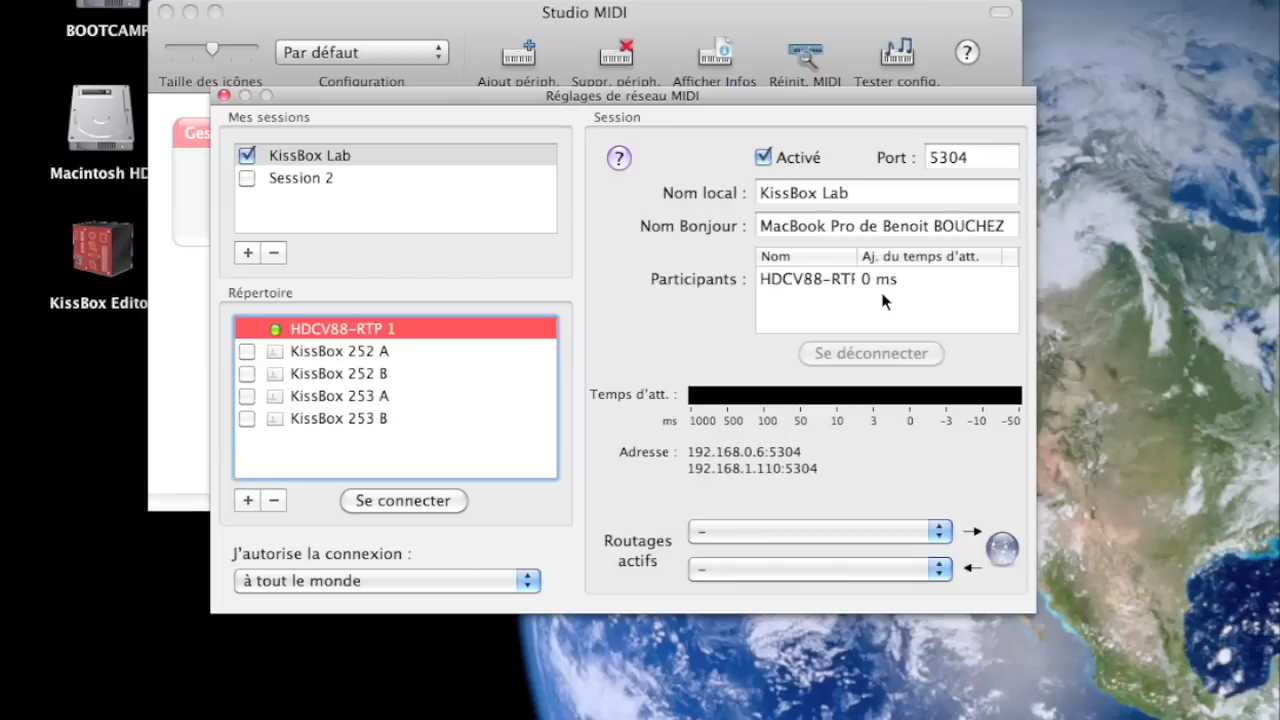 Studio MIDI
BOOTCAMP
Par défaut
?
Taille des icônes
Configuration
Ajout périph.
Suppr. périph.
Afficher Infos
Réinit. MIDI
Tester config.
Macintosh HD
KissBox Edito
Ges
Réglages de réseau MIDI
Mes sessions
KissBox Lab
Session 2
+ −
Répertoire
HDCV88-RTP 1
KissBox 252 A
KissBox 252 B
KissBox 253 A
KissBox 253 B
+ −
Se connecter
J'autorise la connexion :
à tout le monde
Session
?
Activé
Port : 5304
Nom local : KissBox Lab
Nom Bonjour : MacBook Pro de Benoit BOUCHEZ
Nom Aj. du temps d'att.
Participants : HDCV88-RTP 0 ms
Se déconnecter
Temps d'att. :
ms 1000 500 100 50 10 3 0 -3 -10 -50
Adresse : 192.168.0.6:5304
192.168.1.110:5304
Routages
actifs
–
–